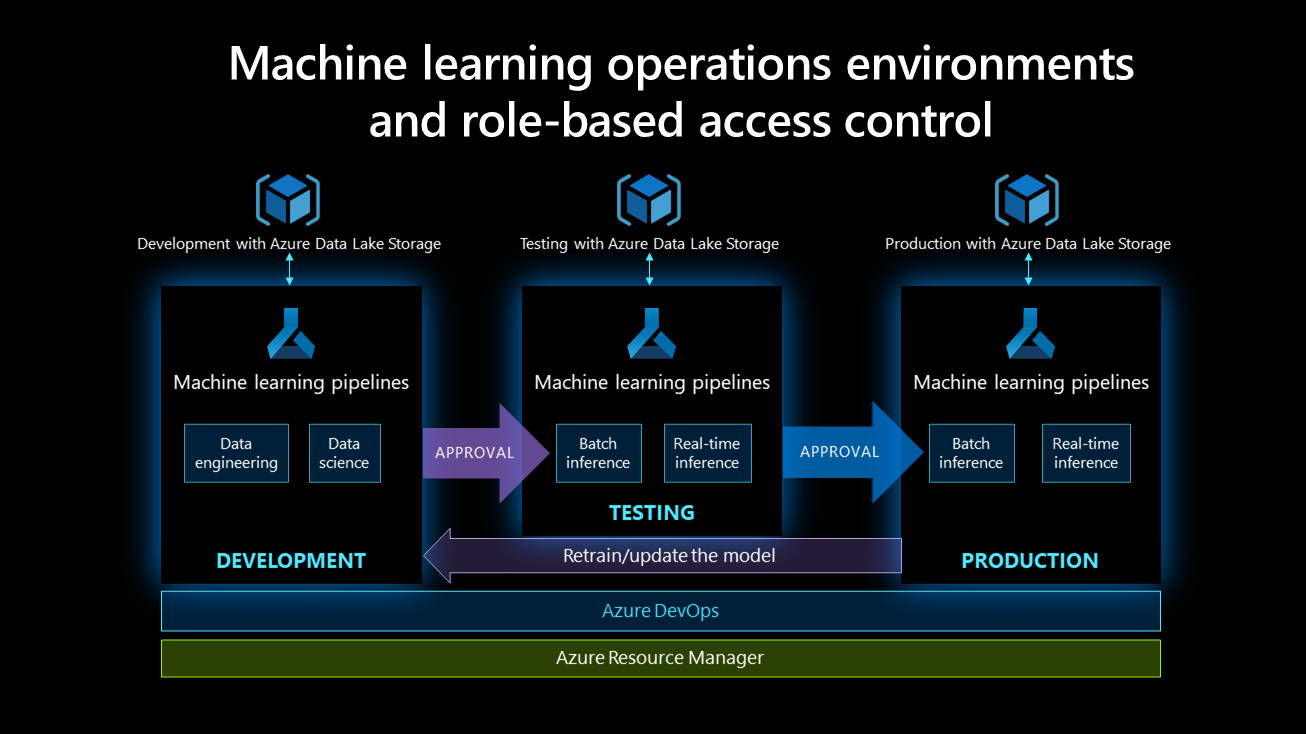 Machine learning operations environments
and role-based access control
Development with Azure Data Lake Storage
Testing with Azure Data Lake Storage
Production with Azure Data Lake Storage
Machine learning pipelines
Data
engineering
Data
science
DEVELOPMENT
APPROVAL
Machine learning pipelines
Batch
inference
Real-time
inference
TESTING
APPROVAL
Machine learning pipelines
Batch
inference
Real-time
inference
PRODUCTION
Retrain/update the model
Azure DevOps
Azure Resource Manager